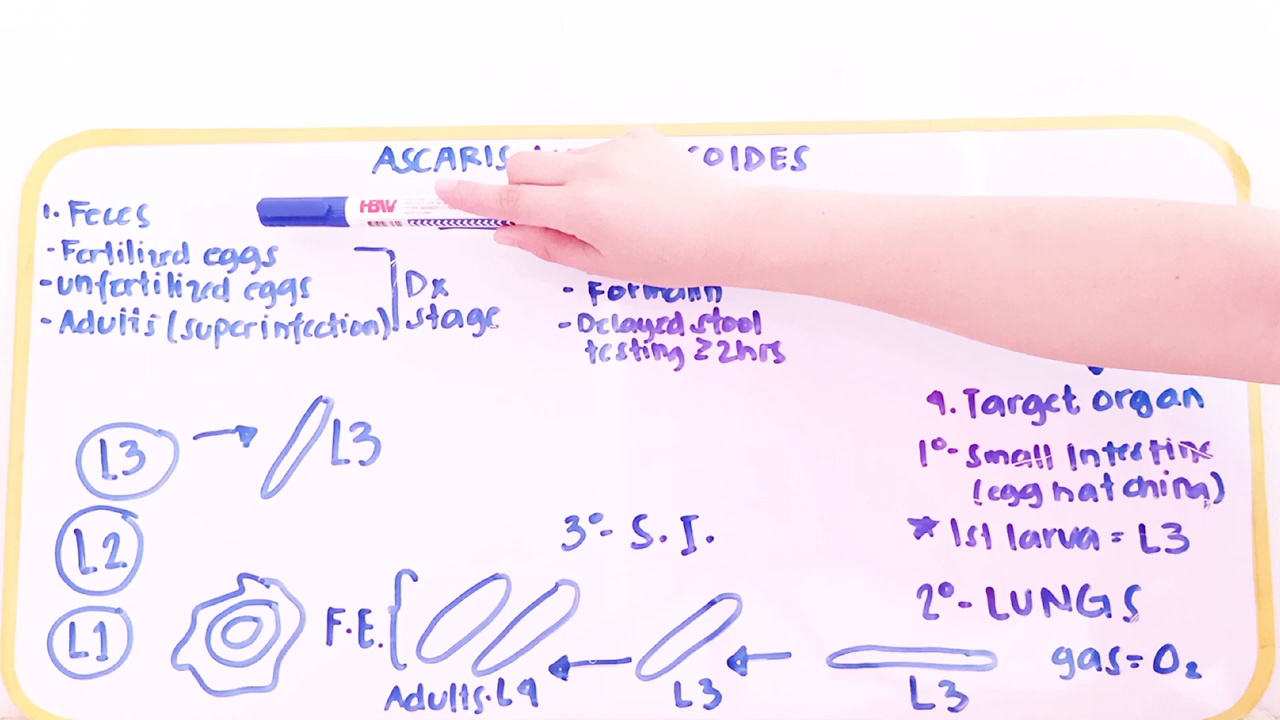 ASCARIS OIDES
1. Feces
HBW
- Fertilized eggs
- unfertilized eggs
- Adults (superinfection)
Dx
stage
- Formalin
- Delayed stool
testing ≥2hrs
4. Target organ
1°- Small Intestine
(egg hatching)
★ 1st larva = L3
2°- LUNGS
gas = O2
L3
L3
L2
L1
3°- S. I.
F.E.
Adults·L4
L3
L3